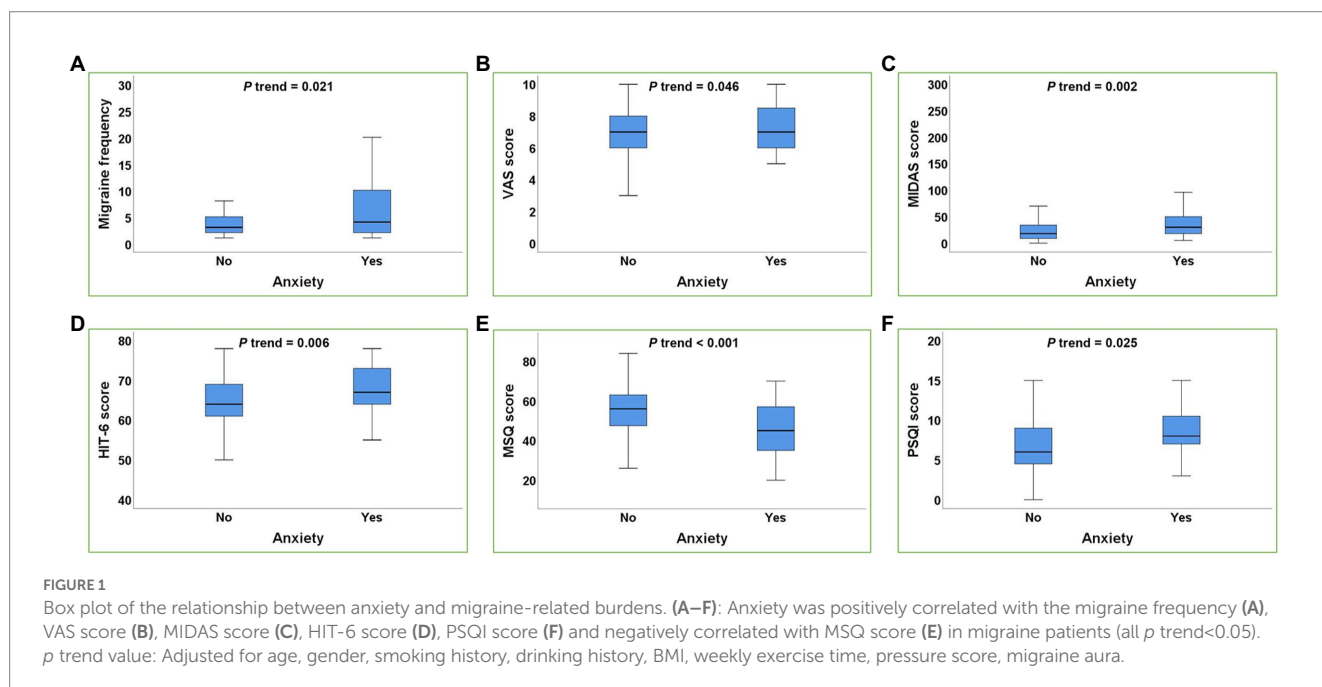 A
P trend = 0.021
30
25
20
15
10
5
0
Migraine frequency
No
Yes
Anxiety
B
P trend = 0.046
10
8
6
4
2
0
VAS score
No
Yes
Anxiety
C
P trend = 0.002
300
250
200
150
100
50
0
MIDAS score
No
Yes
Anxiety
D
P trend = 0.006
80
70
60
50
40
HIT-6 score
No
Yes
Anxiety
E
P trend < 0.001
80
60
40
20
MSQ score
No
Yes
Anxiety
F
P trend = 0.025
20
15
10
5
0
PSQI score
No
Yes
Anxiety
FIGURE 1
Box plot of the relationship between anxiety and migraine-related burdens. (A–F): Anxiety was positively correlated with the migraine frequency (A),
VAS score (B), MIDAS score (C), HIT-6 score (D), PSQI score (F) and negatively correlated with MSQ score (E) in migraine patients (all p trend<0.05).
p trend value: Adjusted for age, gender, smoking history, drinking history, BMI, weekly exercise time, pressure score, migraine aura.